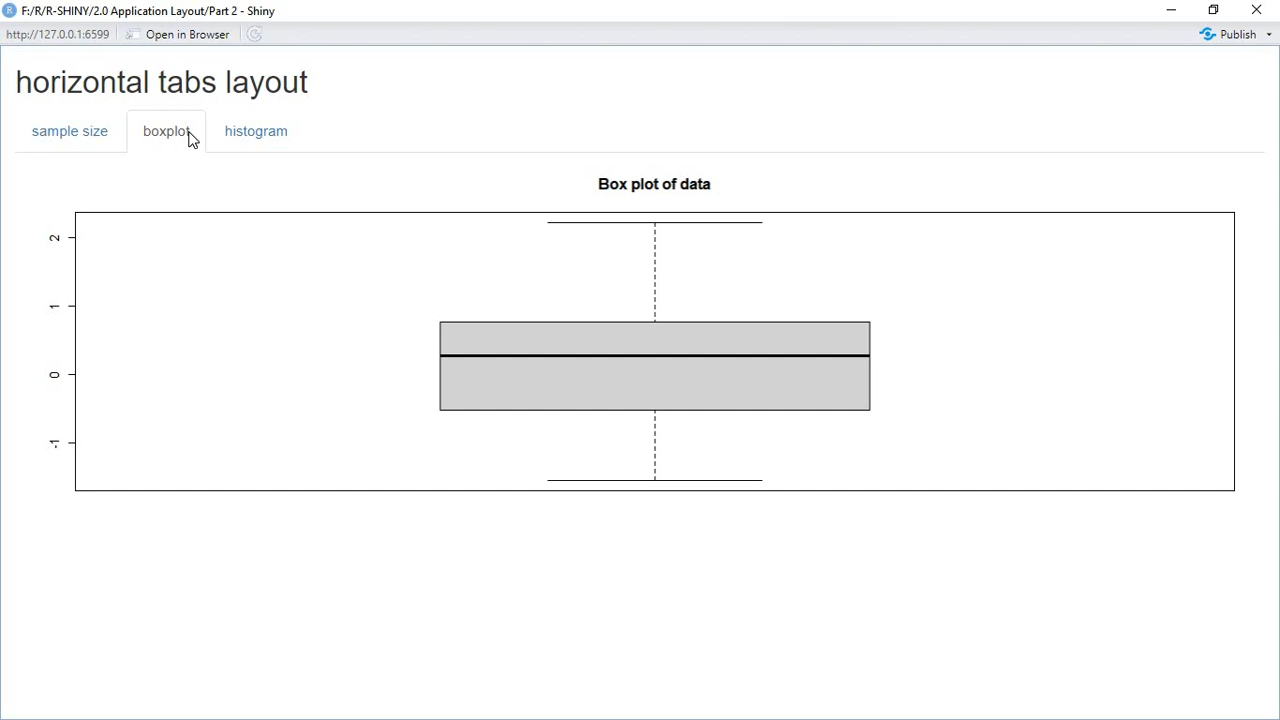 F:/R/R-SHINY/2.0 Application Layout/Part 2 - Shiny
http://127.0.0.1:6599 Open in Browser Publish
horizontal tabs layout
sample size boxplot histogram
Box plot of data
2
1
0
-1